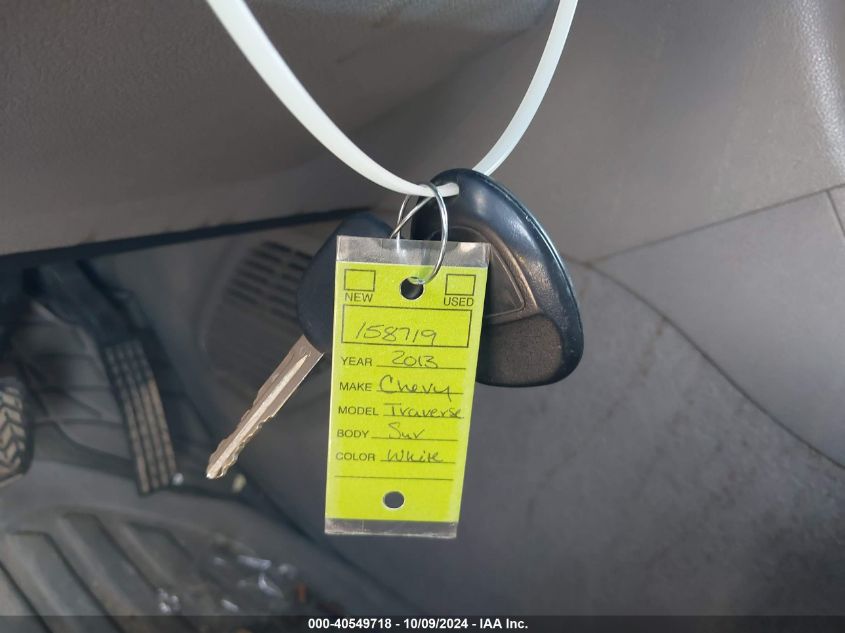 NEW USED
158719
YEAR 2013
MAKE Chevy
MODEL Traverse
BODY Suv
COLOR White
000-40549718 - 10/09/2024 - IAA Inc.